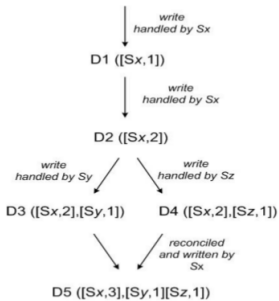 write
handled by Sx
D1 ([Sx,1])
write
handled by Sx
D2 ([Sx,2])
write
handled by Sy
write
handled by Sz
D3 ([Sx,2],[Sy,1])
D4 ([Sx,2],[Sz,1])
reconciled
and written by
Sx
D5 ([Sx,3],[Sy,1][Sz,1])